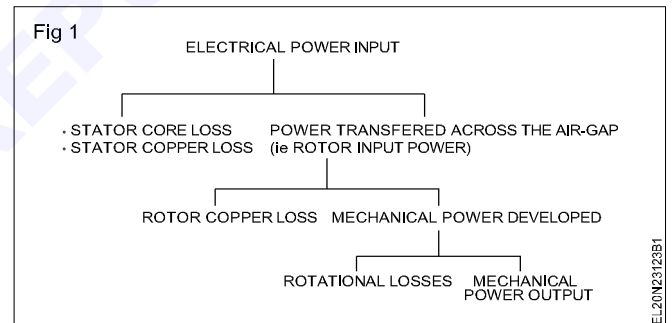 Fig 1
ELECTRICAL POWER INPUT
• STATOR CORE LOSS
• STATOR COPPER LOSS
POWER TRANSFERED ACROSS THE AIR-GAP
(ie ROTOR INPUT POWER)
ROTOR COPPER LOSS
MECHANICAL POWER DEVELOPED
ROTATIONAL LOSSES
MECHANICAL
POWER OUTPUT
EL20N23123B1